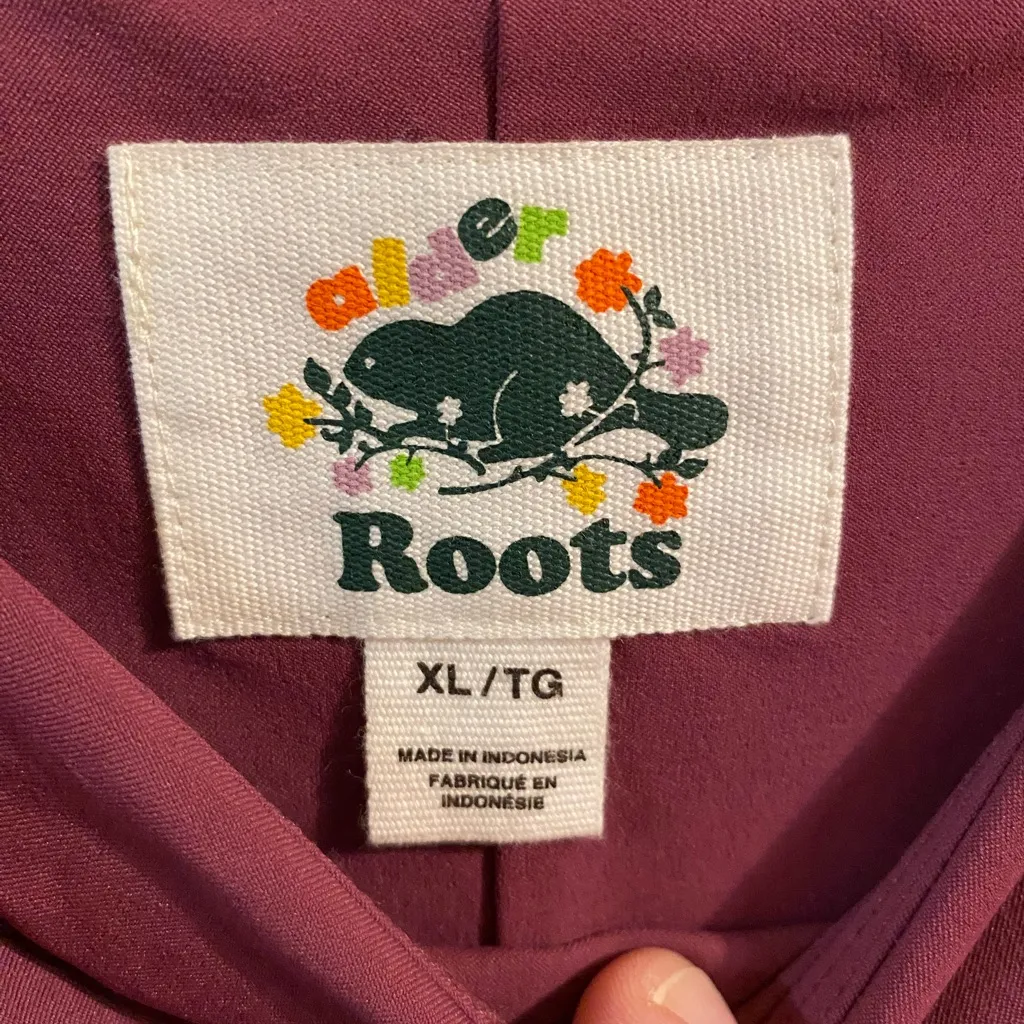 alder
Roots
XL / TG
MADE IN INDONESIA
FABRIQUÉ EN
INDONÉSIE